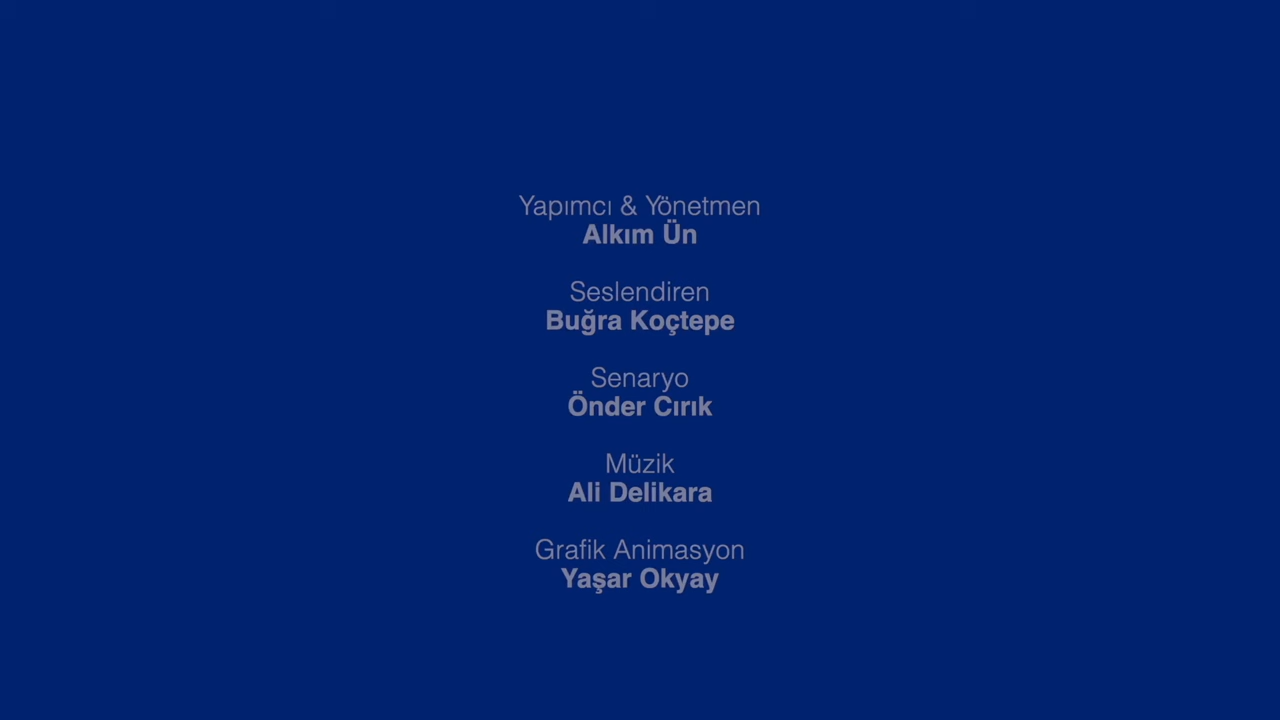 Yapımcı & Yönetmen
Alkım Ün
Seslendiren
Buğra Koçtepe
Senaryo
Önder Cırık
Müzik
Ali Delikara
Grafik Animasyon
Yaşar Okyay